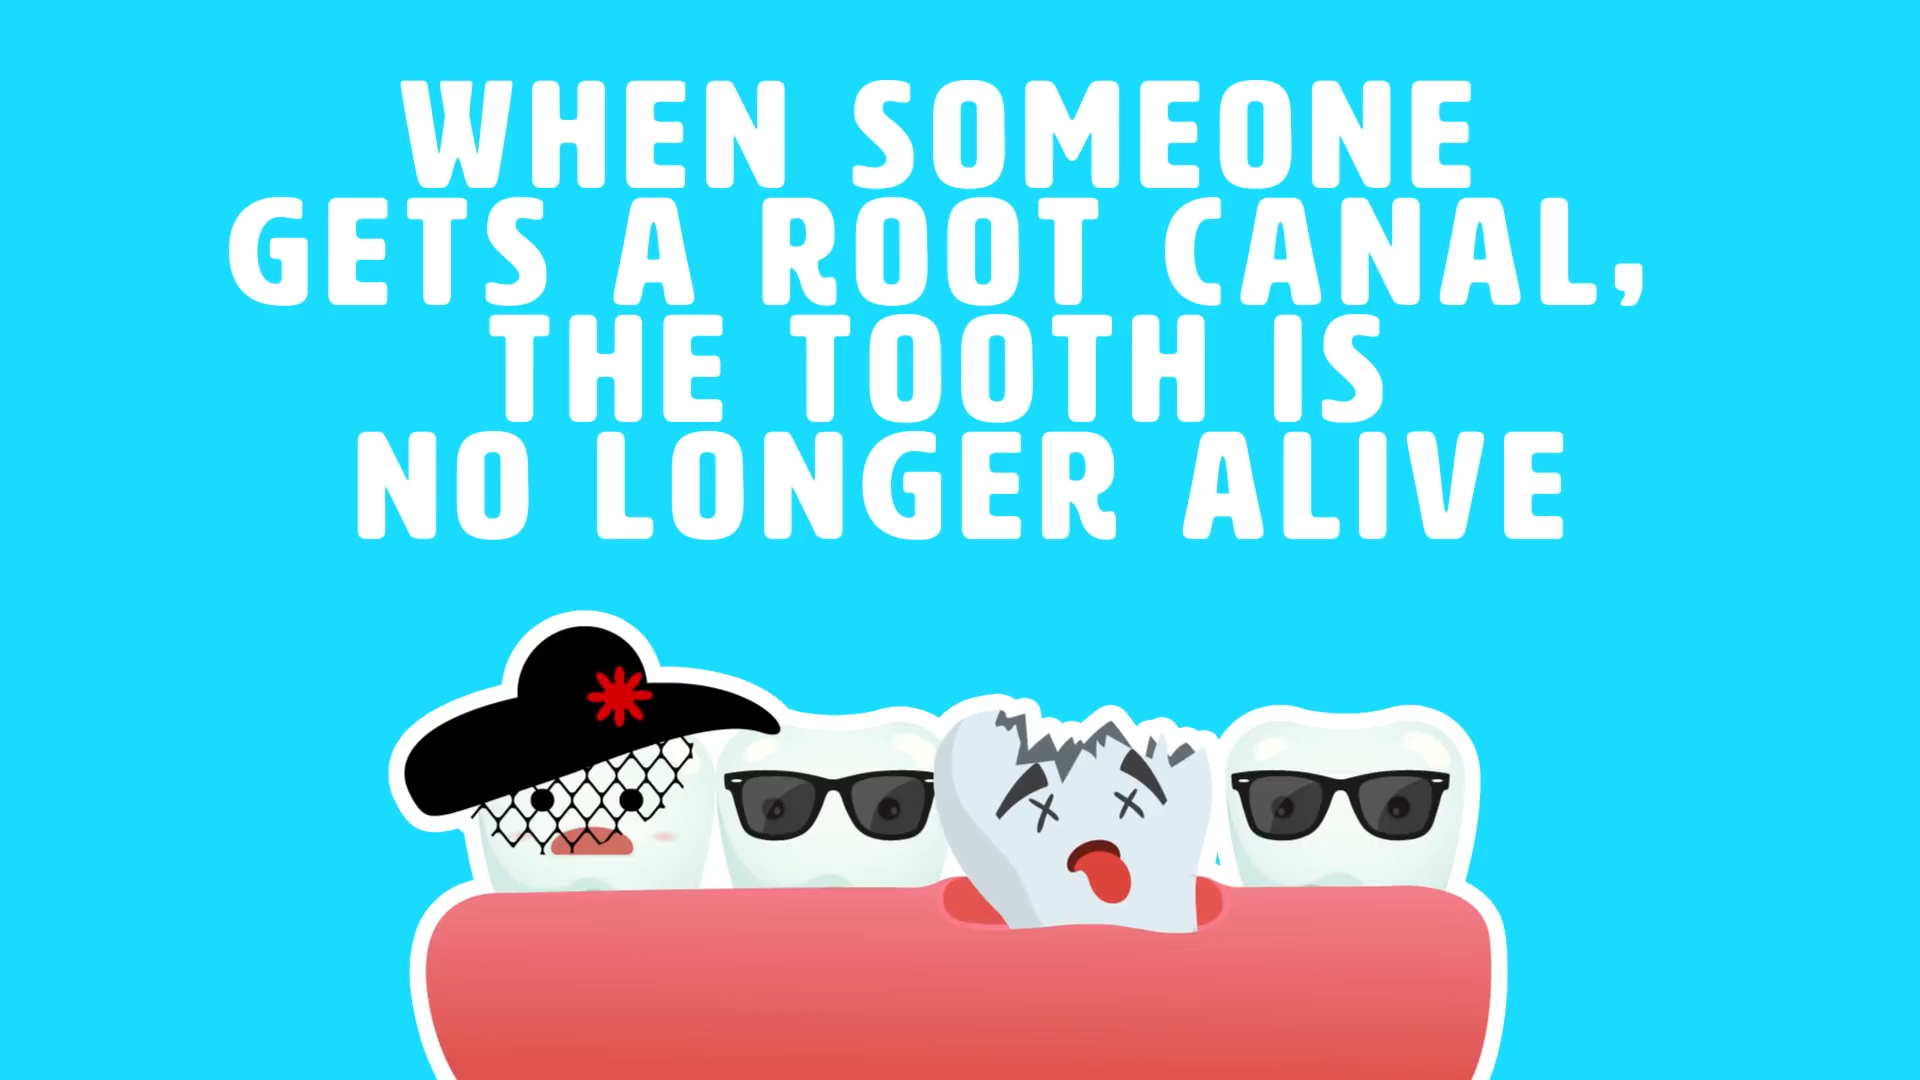 WHEN SOMEONE
GETS A ROOT CANAL,
THE TOOTH IS
NO LONGER ALIVE